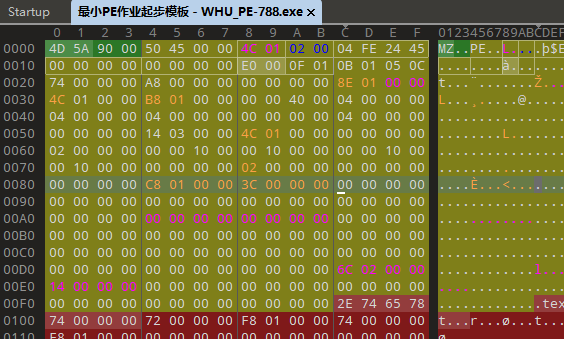 Startup 最小PE作业起步模板 - WHU_PE-788.exe ×
0 1 2 3 4 5 6 7 8 9 A B C D E F 0123456789ABCDEF
0000 4D 5A 90 00 50 45 00 00 4C 01 02 00 04 FE 24 45 MZ..PE..L....þ$E
0010 00 00 00 00 00 00 00 00 E0 00 0F 01 0B 01 05 0C ........à.......
0020 74 00 00 00 A8 00 00 00 00 00 00 00 8E 01 00 00 t...¨.......Ž...
0030 4C 01 00 00 B8 01 00 00 00 00 40 00 04 00 00 00 L...¸.....@.....
0040 04 00 00 00 04 00 00 00 00 00 00 00 04 00 00 00 ................
0050 00 00 00 00 14 03 00 00 4C 01 00 00 00 00 00 00 ........L.......
0060 02 00 00 00 00 00 10 00 00 10 00 00 00 00 10 00 ................
0070 00 10 00 00 00 00 00 00 02 00 00 00 00 00 00 00 ................
0080 00 00 00 00 C8 01 00 00 3C 00 00 00 00 00 00 00 ....È...<.......
0090 00 00 00 00 00 00 00 00 00 00 00 00 00 00 00 00 ................
00A0 00 00 00 00 00 00 00 00 00 00 00 00 00 00 00 00 ................
00B0 00 00 00 00 00 00 00 00 00 00 00 00 00 00 00 00 ................
00C0 00 00 00 00 00 00 00 00 00 00 00 00 00 00 00 00 ................
00D0 00 00 00 00 00 00 00 00 00 00 00 00 02 00 00
00E0 14 00 00 00 00 00 00 00 00 00 00 00 00 00 00 00 ................
00F0 00 00 00 00 00 00 00 00 00 00 00 00 2E 74 65 78 .............tex
0100 74 00 00 00 72 00 00 00 F8 01 00 00 74 00 00 00 t...r...ø...t...
0110 F8 01 00 00 00 00 00 00 00 00 00 00 00 00 00 00